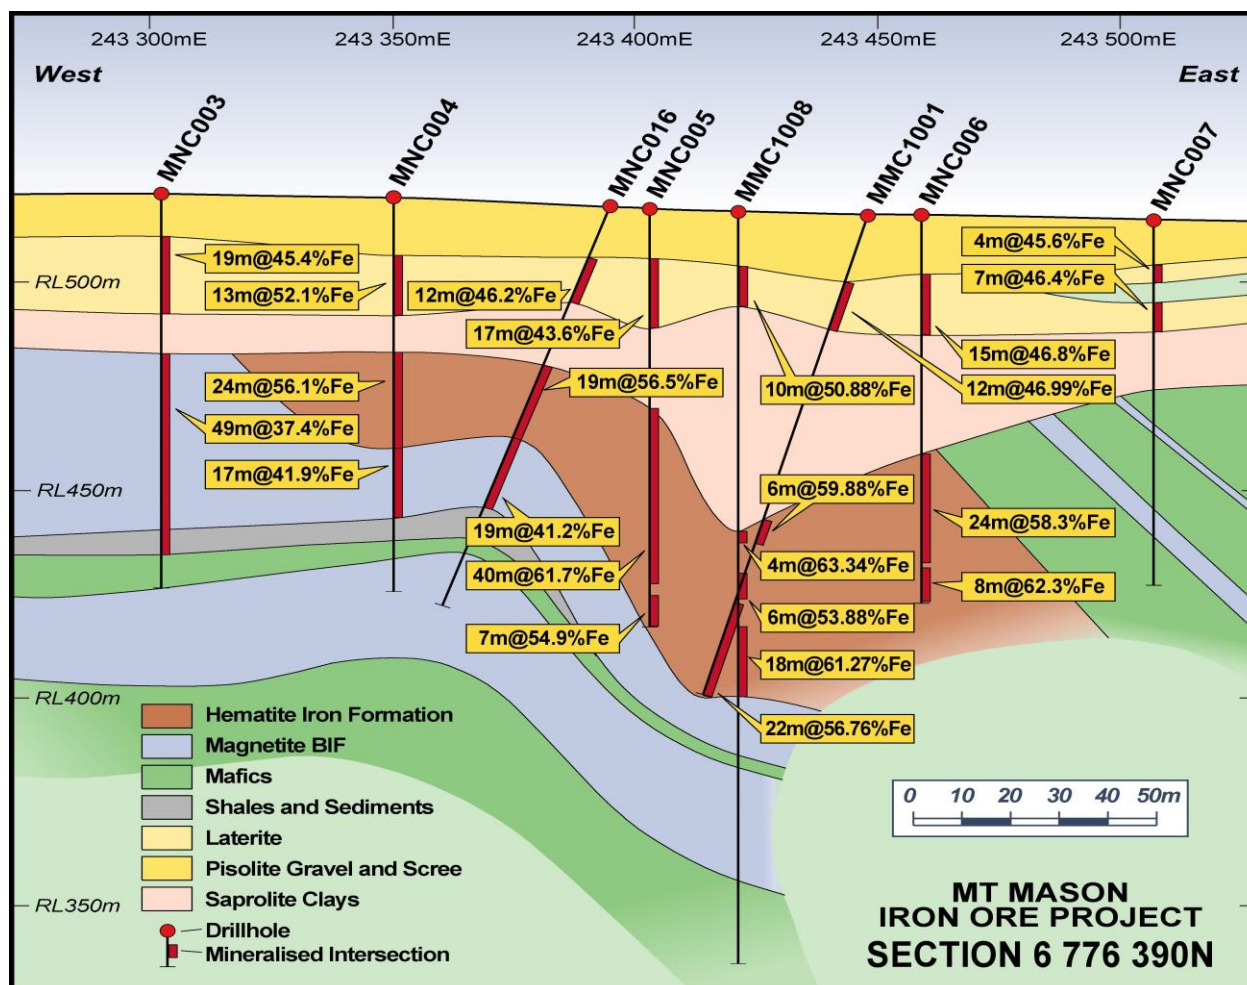 243 300mE 243 350mE 243 400mE 243 450mE 243 500mE
West East
MNC003 MNC004 MNC016 MNC005 MMC1008 MMC1001 MNC006 MNC007
RL500m
RL450m
RL400m
RL350m
19m@45.4%Fe
13m@52.1%Fe
12m@46.2%Fe
17m@43.6%Fe
4m@45.6%Fe
7m@46.4%Fe
15m@46.8%Fe
10m@50.88%Fe
12m@46.99%Fe
24m@56.1%Fe
19m@56.5%Fe
49m@37.4%Fe
17m@41.9%Fe
6m@59.88%Fe
19m@41.2%Fe
24m@58.3%Fe
40m@61.7%Fe
4m@63.34%Fe
8m@62.3%Fe
6m@53.88%Fe
7m@54.9%Fe
18m@61.27%Fe
22m@56.76%Fe
Hematite Iron Formation
Magnetite BIF
Mafics
Shales and Sediments
Laterite
Pisolite Gravel and Scree
Saprolite Clays
Drillhole
Mineralised Intersection
0 10 20 30 40 50m
MT MASON
IRON ORE PROJECT
SECTION 6 776 390N